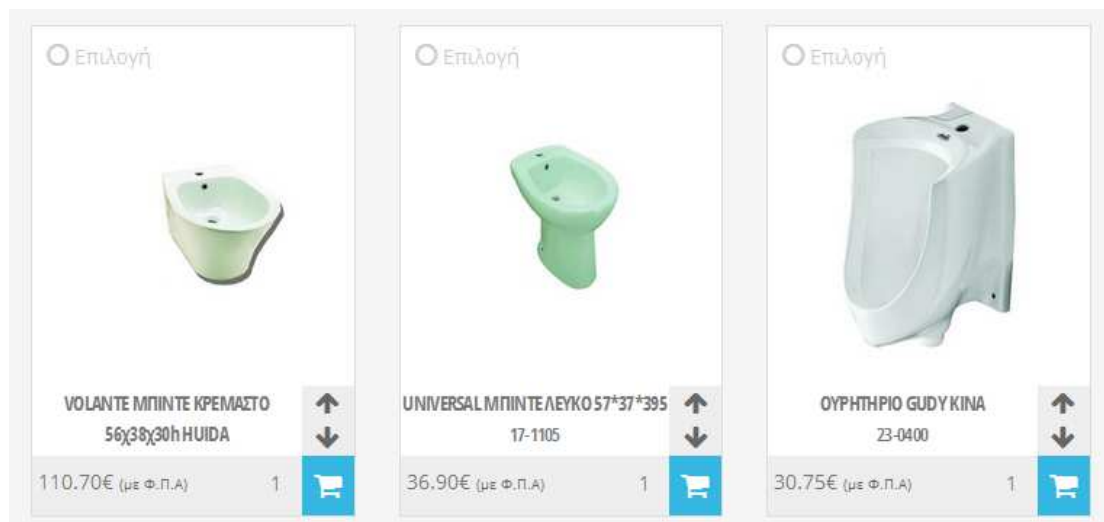 Επιλογή
VOLANTE ΜΠΙΝΤΕ ΚΡΕΜΑΣΤΟ
56χ38χ30h HUIDA
110.70€ (με Φ.Π.Α) 1
Επιλογή
UNIVERSAL ΜΠΙΝΤΕ ΛΕΥΚΟ 57*37*395
17-1105
36.90€ (με Φ.Π.Α) 1
Επιλογή
ΟΥΡΗΤΗΡΙΟ GUDY ΚΙΝΑ
23-0400
30.75€ (με Φ.Π.Α) 1